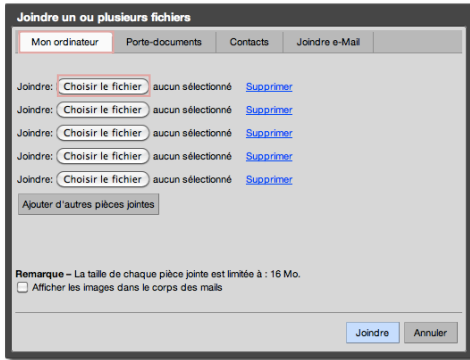 Joindre un ou plusieurs fichiers
Mon ordinateur Porte-documents Contacts Joindre e-Mail
Joindre: Choisir le fichier aucun sélectionné Supprimer
Joindre: Choisir le fichier aucun sélectionné Supprimer
Joindre: Choisir le fichier aucun sélectionné Supprimer
Joindre: Choisir le fichier aucun sélectionné Supprimer
Joindre: Choisir le fichier aucun sélectionné Supprimer
Ajouter d'autres pièces jointes
Remarque – La taille de chaque pièce jointe est limitée à : 16 Mo.
Afficher les images dans le corps des mails
Joindre Annuler